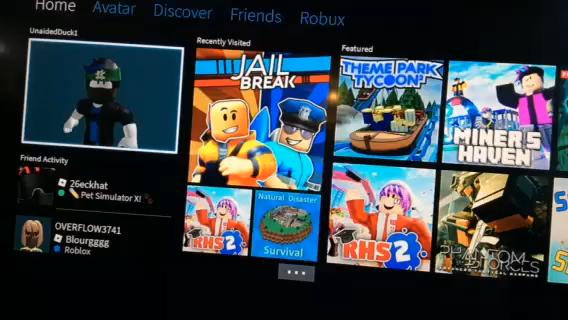 Home Avatar Discover Friends Robux
UnaidedDuck1
Recently Visited
Featured
JAIL
BREAK
THEME PARK
TYCOON2
MINER'S
HAVEN
Friend Activity
26eckhat
Pet Simulator X!
OVERFLOW3741
Blourgggg
Roblox
RHS2
Natural Disaster
Survival
RHS2
PHANTOM
FORCES